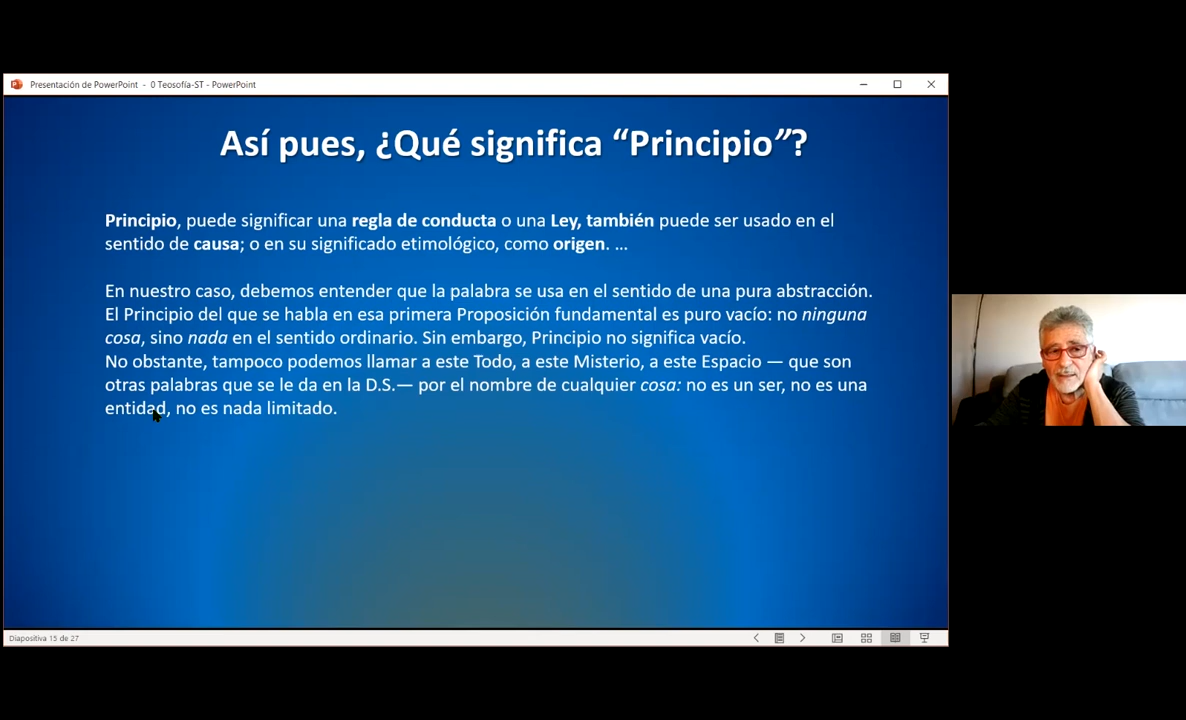 Presentación de PowerPoint - 0 Teosofía-ST - PowerPoint
Así pues, ¿Qué significa “Principio”?
Principio, puede significar una regla de conducta o una Ley, también puede ser usado en el
sentido de causa; o en su significado etimológico, como origen. ...
En nuestro caso, debemos entender que la palabra se usa en el sentido de una pura abstracción.
El Principio del que se habla en esa primera Proposición fundamental es puro vacío: no ninguna
cosa, sino nada en el sentido ordinario. Sin embargo, Principio no significa vacío.
No obstante, tampoco podemos llamar a este Todo, a este Misterio, a este Espacio — que son
otras palabras que se le da en la D.S.— por el nombre de cualquier cosa: no es un ser, no es una
entidad, no es nada limitado.
Diapositiva 15 de 27